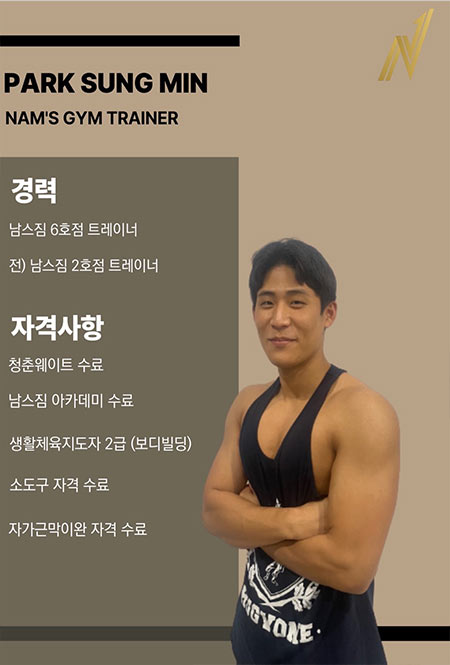 PARK SUNG MIN
NAM'S GYM TRAINER
경력
남스짐 6호점 트레이너
전) 남스짐 2호점 트레이너
자격사항
청춘웨이트 수료
남스짐 아카데미 수료
생활체육지도자 2급 (보디빌딩)
소도구 자격 수료
자가근막이완 자격 수료